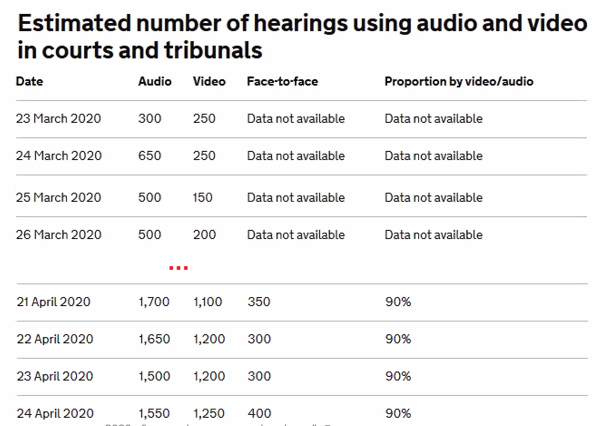 Estimated number of hearings using audio and video
in courts and tribunals
Date Audio Video Face-to-face Proportion by video/audio
23 March 2020 300 250 Data not available Data not available
24 March 2020 650 250 Data not available Data not available
25 March 2020 500 150 Data not available Data not available
26 March 2020 500 200 Data not available Data not available
...
21 April 2020 1,700 1,100 350 90%
22 April 2020 1,650 1,200 300 90%
23 April 2020 1,500 1,200 300 90%
24 April 2020 1,550 1,250 400 90%